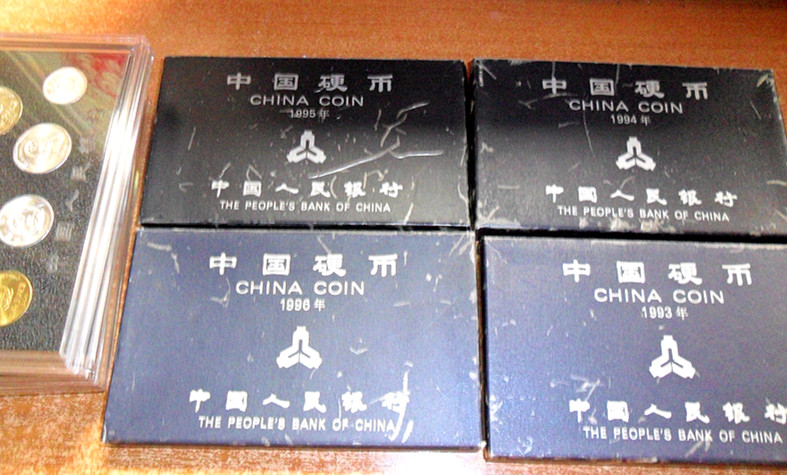 中国硬币
CHINA COIN
1995年
中国人民银行
THE PEOPLE'S BANK OF CHINA
中国硬币
CHINA COIN
1994年
中国人民银行
THE PEOPLE'S BANK OF CHINA
中国硬币
CHINA COIN
1996年
中国人民银行
THE PEOPLE'S BANK OF CHINA
中国硬币
CHINA COIN
1993年
中国人民银行
THE PEOPLE'S BANK OF CHINA